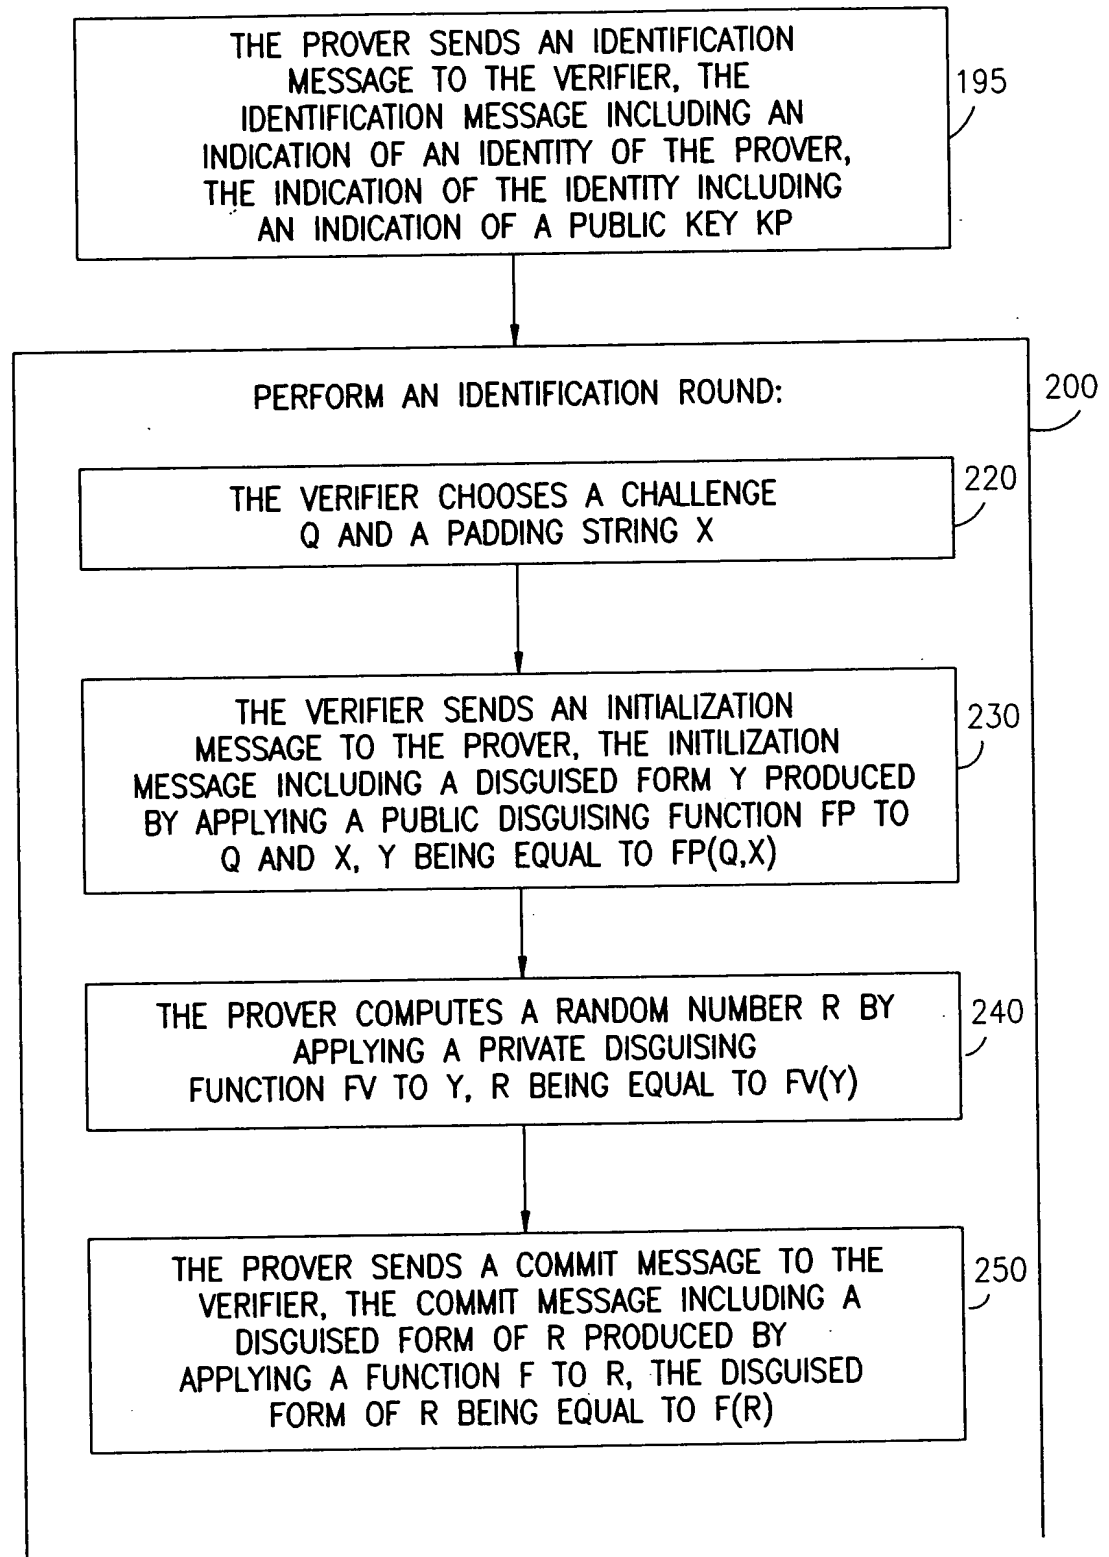 THE PROVER SENDS AN IDENTIFICATION
MESSAGE TO THE VERIFIER, THE
IDENTIFICATION MESSAGE INCLUDING AN
INDICATION OF AN IDENTITY OF THE PROVER,
THE INDICATION OF THE IDENTITY INCLUDING
AN INDICATION OF A PUBLIC KEY KP
195
PERFORM AN IDENTIFICATION ROUND:
200
THE VERIFIER CHOOSES A CHALLENGE
Q AND A PADDING STRING X
220
THE VERIFIER SENDS AN INITIALIZATION
MESSAGE TO THE PROVER, THE INITILIZATION
MESSAGE INCLUDING A DISGUISED FORM Y PRODUCED
BY APPLYING A PUBLIC DISGUISING FUNCTION FP TO
Q AND X, Y BEING EQUAL TO FP(Q,X)
230
THE PROVER COMPUTES A RANDOM NUMBER R BY
APPLYING A PRIVATE DISGUISING
FUNCTION FV TO Y, R BEING EQUAL TO FV(Y)
240
THE PROVER SENDS A COMMIT MESSAGE TO THE
VERIFIER, THE COMMIT MESSAGE INCLUDING A
DISGUISED FORM OF R PRODUCED BY
APPLYING A FUNCTION F TO R, THE DISGUISED
FORM OF R BEING EQUAL TO F(R)
250